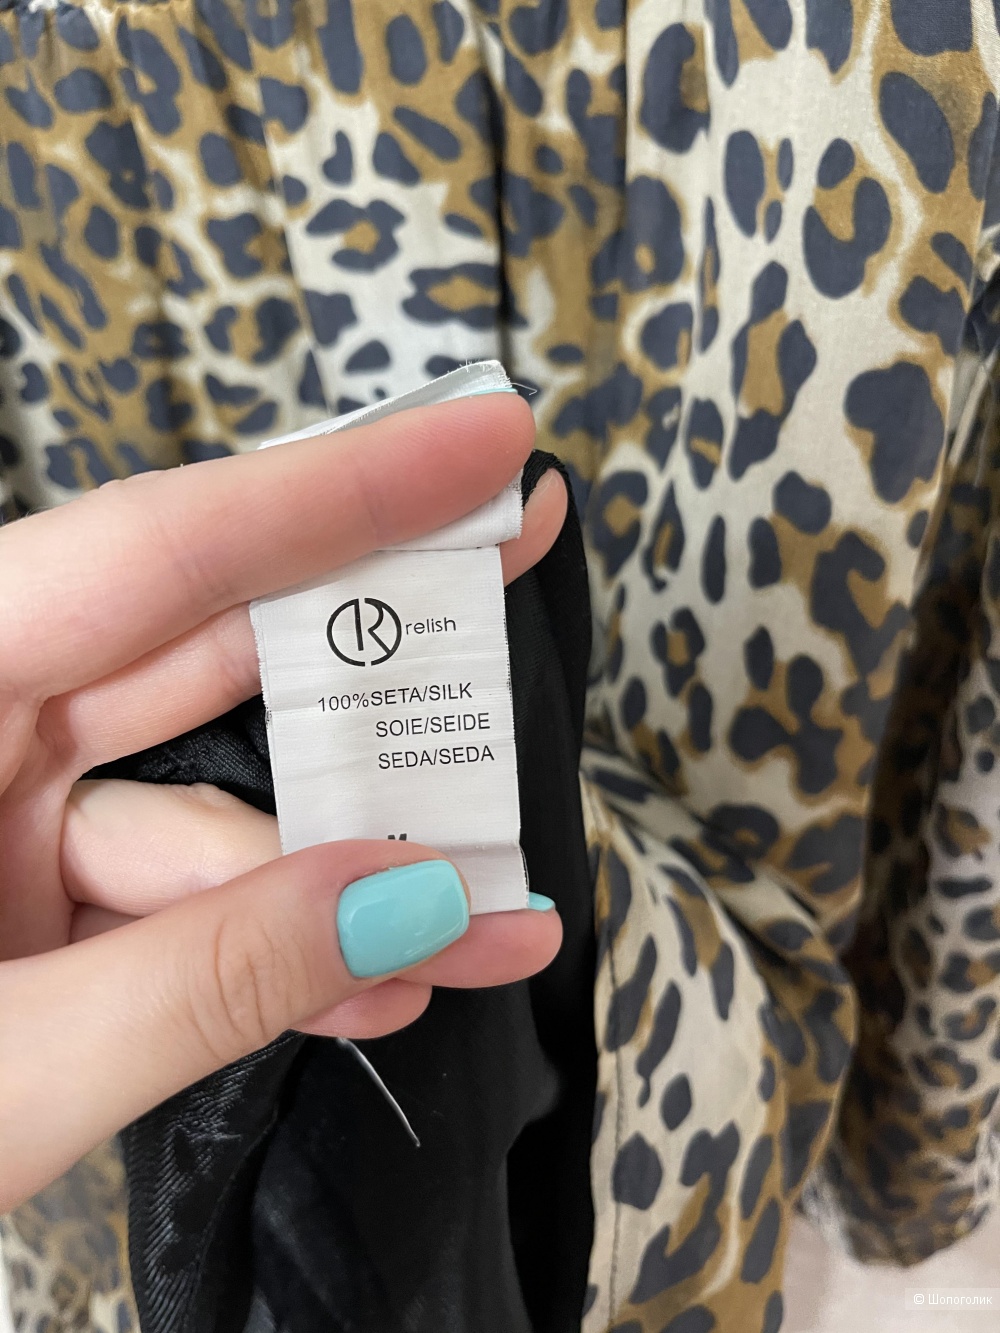 R relish
100%SETA/SILK
SOIE/SEIDE
SEDA/SEDA
M
© Шопоголик